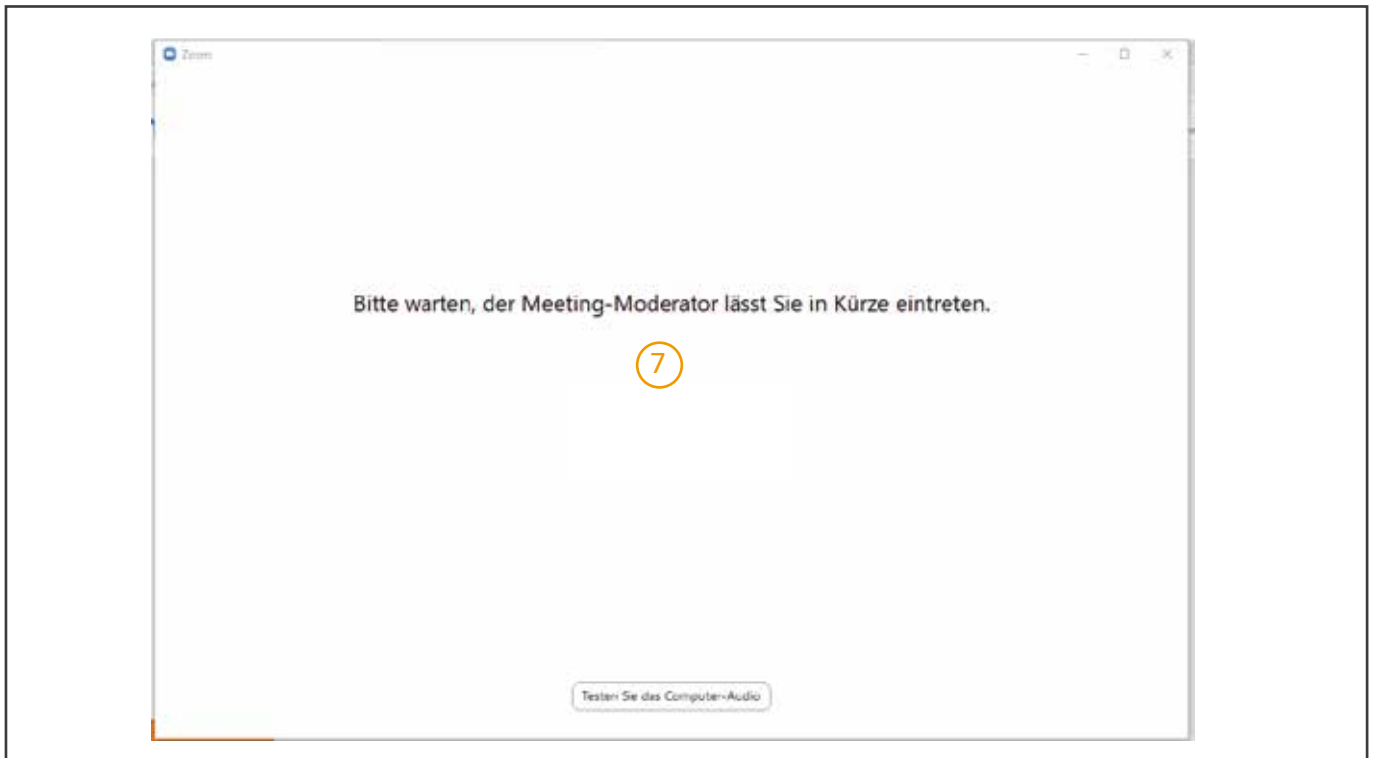 Zoom
Bitte warten, der Meeting-Moderator lässt Sie in Kürze eintreten.
7
Testen Sie das Computer-Audio